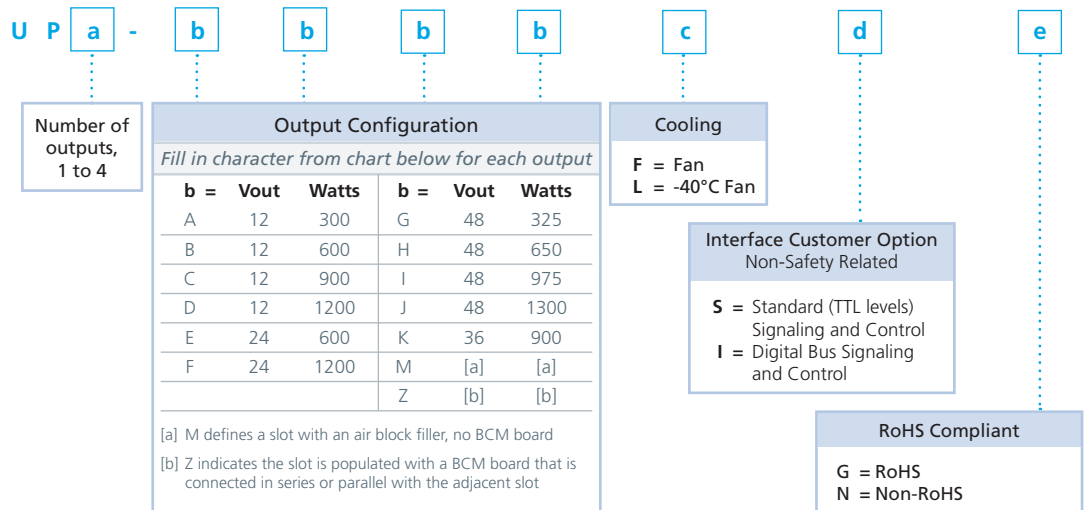 U P a - b b b b c d e
Number of
outputs,
1 to 4
Output Configuration
Fill in character from chart below for each output
b = Vout Watts b = Vout Watts
A 12 300 G 48 325
B 12 600 H 48 650
C 12 900 I 48 975
D 12 1200 J 48 1300
E 24 600 K 36 900
F 24 1200 M [a] [a]
Z [b] [b]
[a] M defines a slot with an air block filler, no BCM board
[b] Z indicates the slot is populated with a BCM board that is
connected in series or parallel with the adjacent slot
Cooling
F = Fan
L = -40°C Fan
Interface Customer Option
Non-Safety Related
S = Standard (TTL levels)
Signaling and Control
I = Digital Bus Signaling
and Control
RoHS Compliant
G = RoHS
N = Non-RoHS